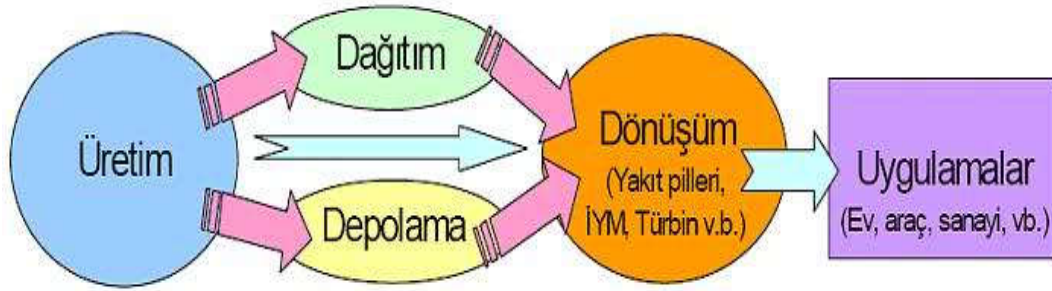 Üretim
Dağıtım
Depolama
Dönüşüm
(Yakıt pilleri,
İYM, Türbin v.b.)
Uygulamalar
(Ev, araç, sanayi, vb.)